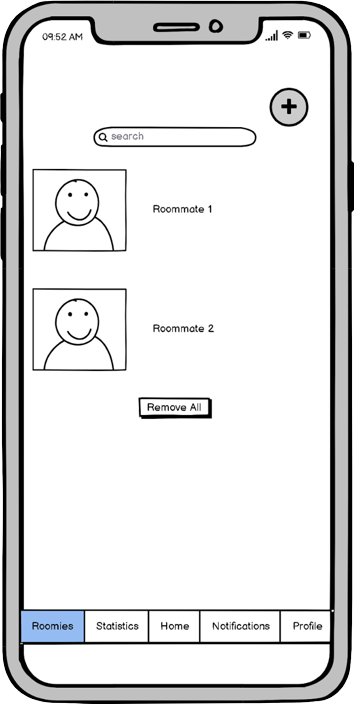 09:52 AM
+
search
Roommate 1
Roommate 2
Remove All
Roomies Statistics Home Notifications Profile